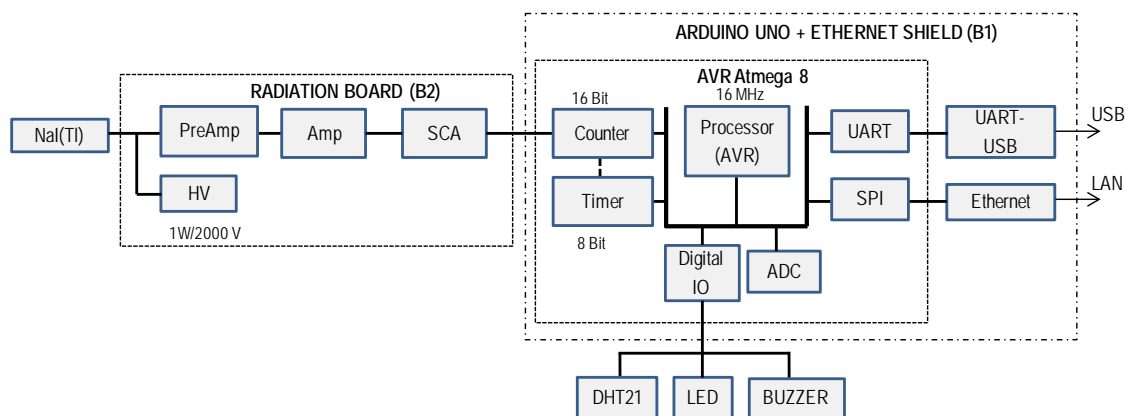 ARDUINO UNO + ETHERNET SHIELD (B1)
AVR Atmega 8
16 MHz
RADIATION BOARD (B2)
16 Bit
NaI(Tl)
PreAmp
Amp
SCA
Counter
Processor
(AVR)
UART
UART-
USB
USB
HV
1W/2000 V
Timer
8 Bit
SPI
Ethernet
LAN
Digital
IO
ADC
DHT21
LED
BUZZER